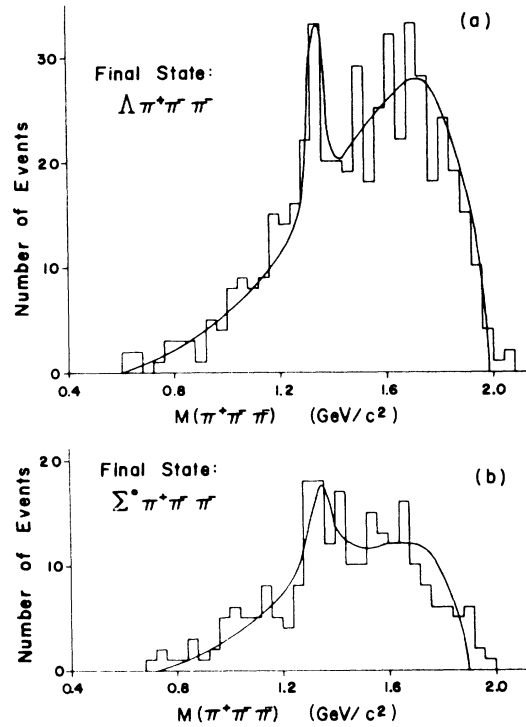 (a)
Final State:
Λ π⁺π⁻π⁻
Number of Events
30
20
10
0
0.4
0.8
1.2
1.6
2.0
M(π⁺π⁻π⁻) (GeV/c²)
(b)
Final State:
Σ° π⁺π⁻π⁻
Number of Events
20
10
0
0.4
0.8
1.2
1.6
2.0
M(π⁺π⁻π⁻) (GeV/c²)